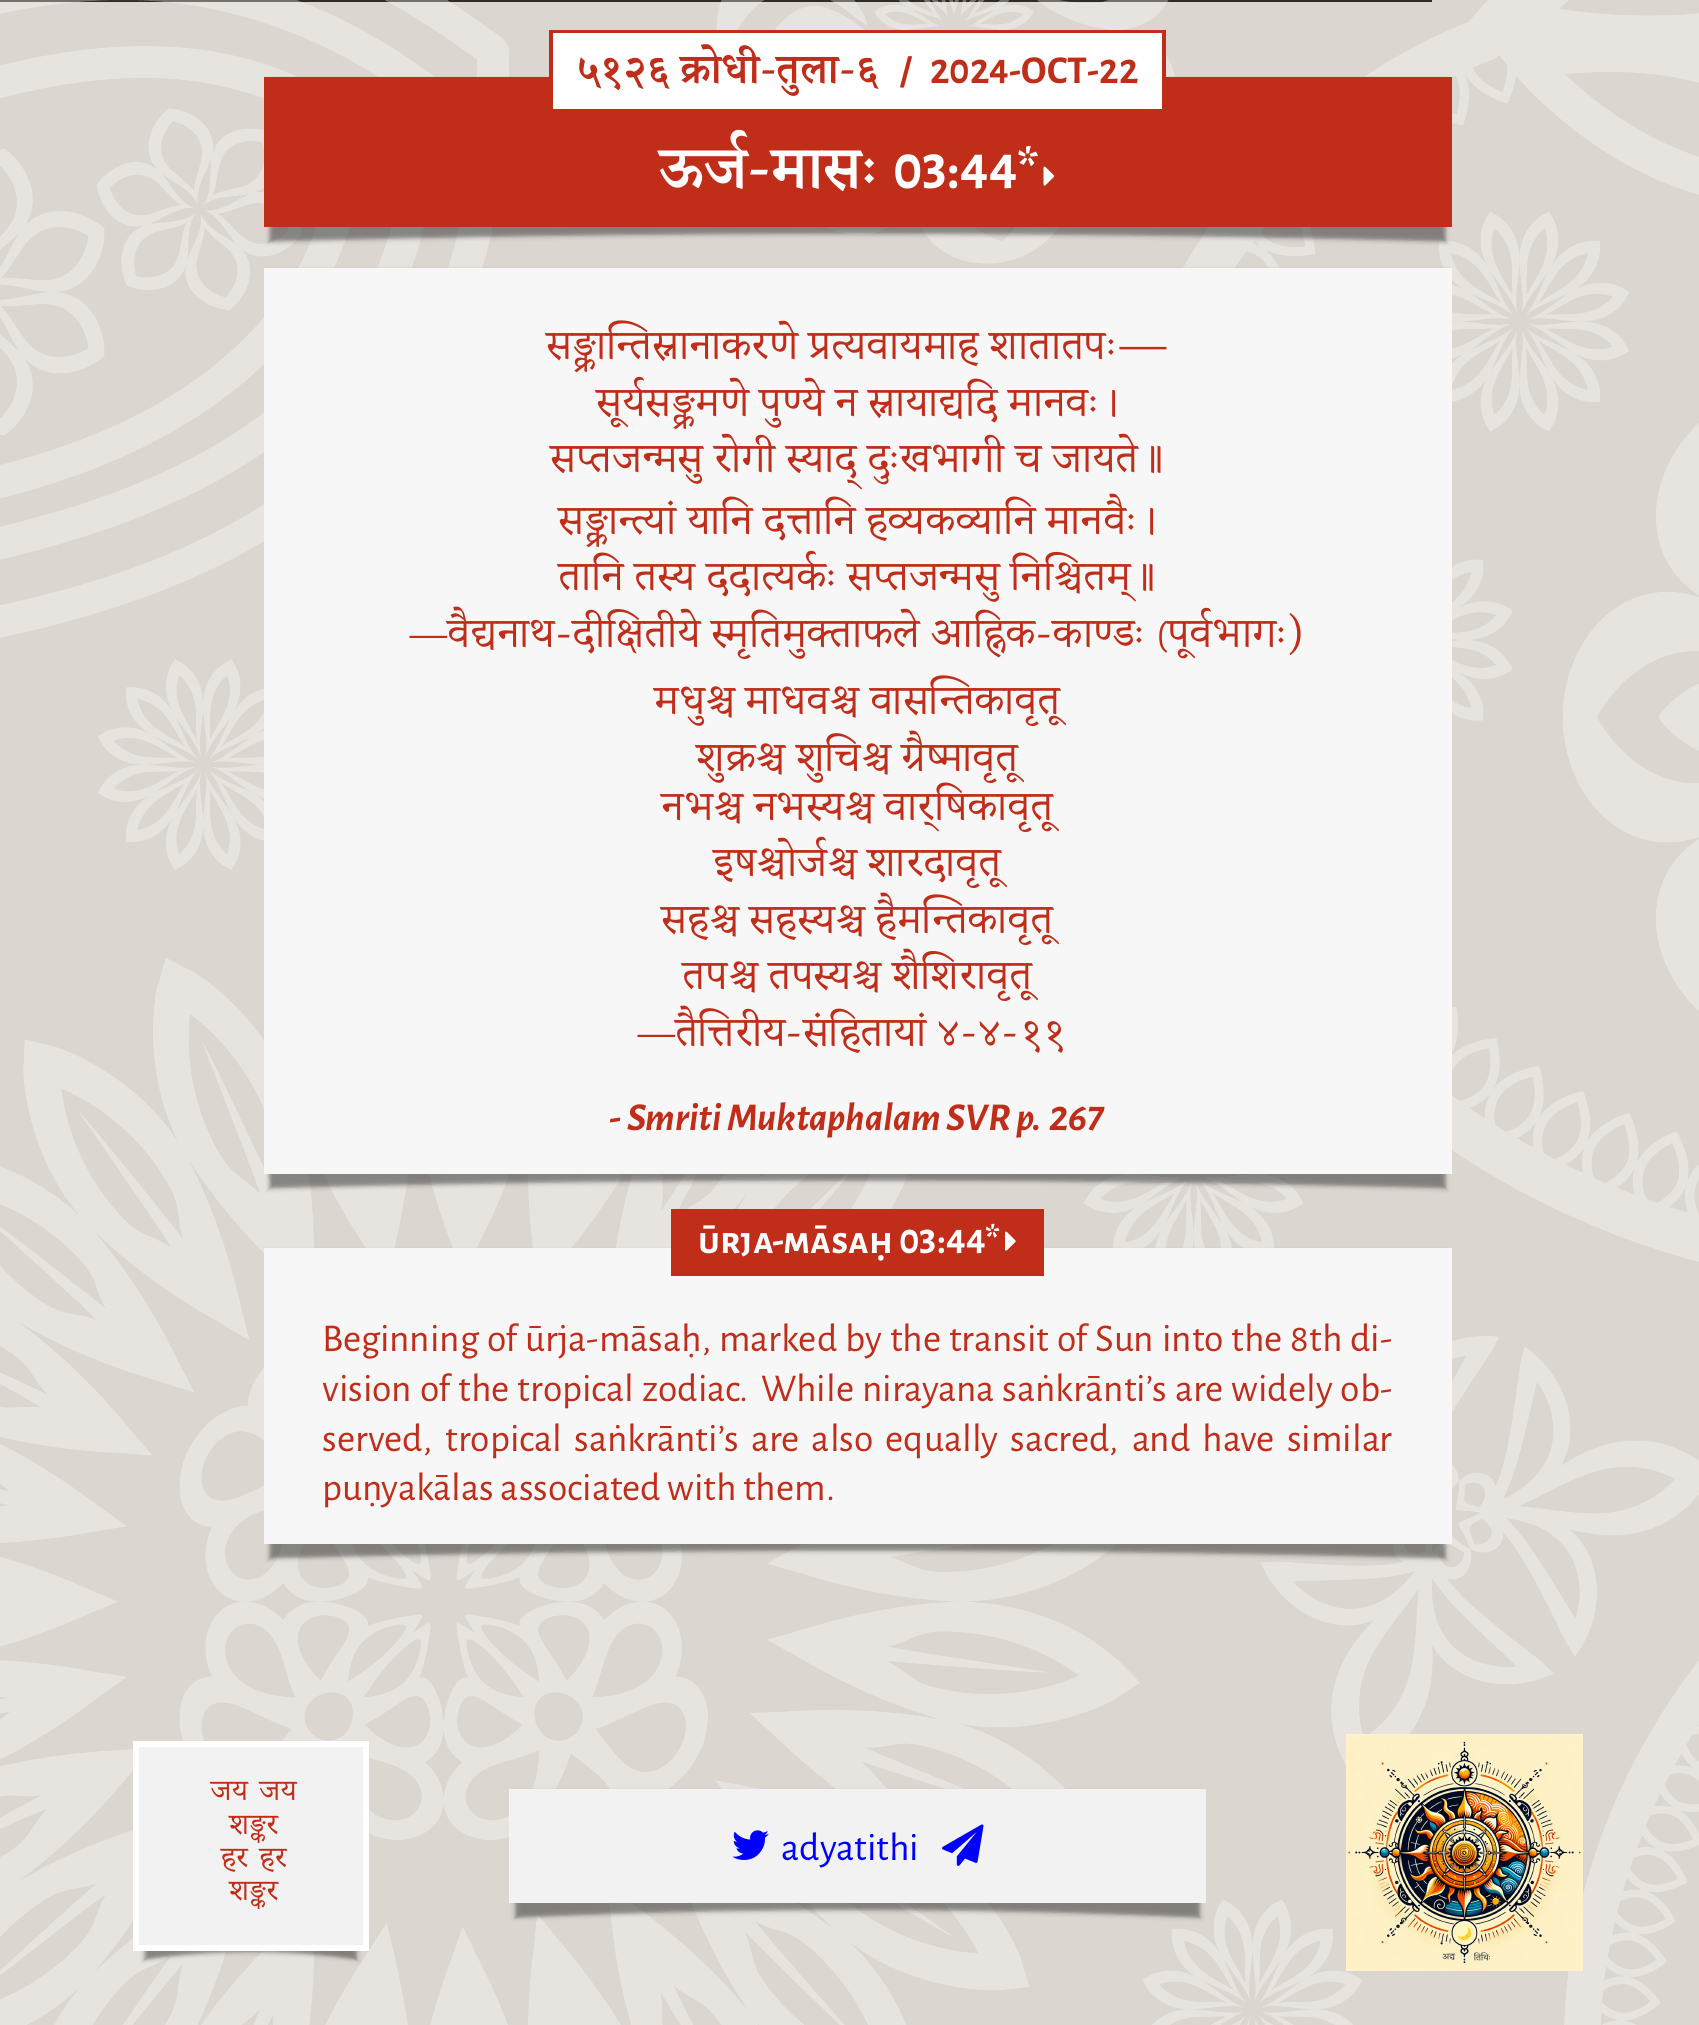 ५१२६ क्रोधी-तुला-६ / 2024-OCT-22
ऊर्ज-मासः 03:44*▸
सङ्क्रान्तिस्नानाकरणे प्रत्यवायमाह शातातपः—
सूर्यसङ्क्रमणे पुण्ये न स्नायाद्यदि मानवः।
सप्तजन्मसु रोगी स्याद् दुःखभागी च जायते॥
सङ्क्रान्त्यां यानि दत्तानि हव्यकव्यानि मानवैः।
तानि तस्य ददात्यर्कः सप्तजन्मसु निश्चितम्॥
—वैद्यनाथ-दीक्षितीये स्मृतिमुक्ताफले आह्निक-काण्डः (पूर्वभागः)
मधुश्च माधवश्च वासन्तिकावृतू
शुक्रश्च शुचिश्च ग्रैष्मावृतू
नभश्च नभस्यश्च वार्‌षिकावृतू
इषश्चोर्जश्च शारदावृतू
सहश्च सहस्यश्च हैमन्तिकावृतू
तपश्च तपस्यश्च शैशिरावृतू
—तैत्तिरीय-संहितायां ४-४-११
- Smriti Muktaphalam SVR p. 267
ŪRJA-MĀSAḤ 03:44*▸
Beginning of ūrja-māsaḥ, marked by the transit of Sun into the 8th di-
vision of the tropical zodiac. While nirayana saṅkrānti’s are widely ob-
served, tropical saṅkrānti’s are also equally sacred, and have similar
puṇyakālas associated with them.
जय जय
शङ्कर
हर हर
शङ्कर
adyatithi
अद्य तिथिः